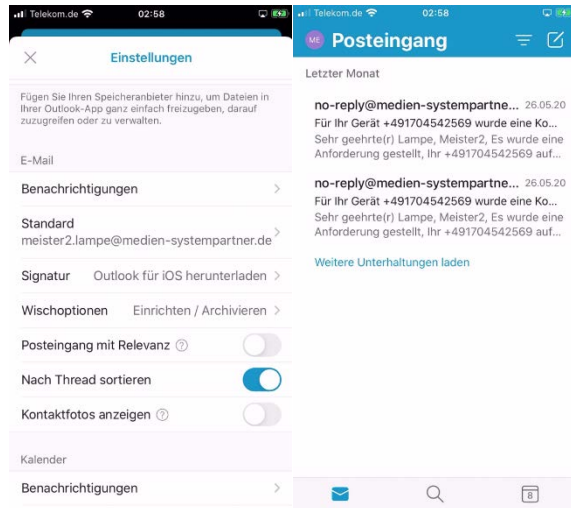 Telekom.de 02:58
Einstellungen
Fügen Sie Ihren Speicheranbieter hinzu, um Dateien in
Ihrer Outlook-App ganz einfach freizugeben, darauf
zuzugreifen oder zu verwalten.
E-Mail
Benachrichtigungen
Standard
meister2.lampe@medien-systempartner.de
Signatur Outlook für iOS herunterladen
Wischoptionen Einrichten / Archivieren
Posteingang mit Relevanz ?
Nach Thread sortieren
Kontaktfotos anzeigen ?
Kalender
Benachrichtigungen
Telekom.de 02:58
ME Posteingang
Letzter Monat
no-reply@medien-systempartne... 26.05.20
Für Ihr Gerät +491704542569 wurde eine Ko...
Sehr geehrte(r) Lampe, Meister2, Es wurde eine
Anforderung gestellt, Ihr +491704542569 auf...
no-reply@medien-systempartne... 26.05.20
Für Ihr Gerät +491704542569 wurde eine Ko...
Sehr geehrte(r) Lampe, Meister2, Es wurde eine
Anforderung gestellt, Ihr +491704542569 auf...
Weitere Unterhaltungen laden
8